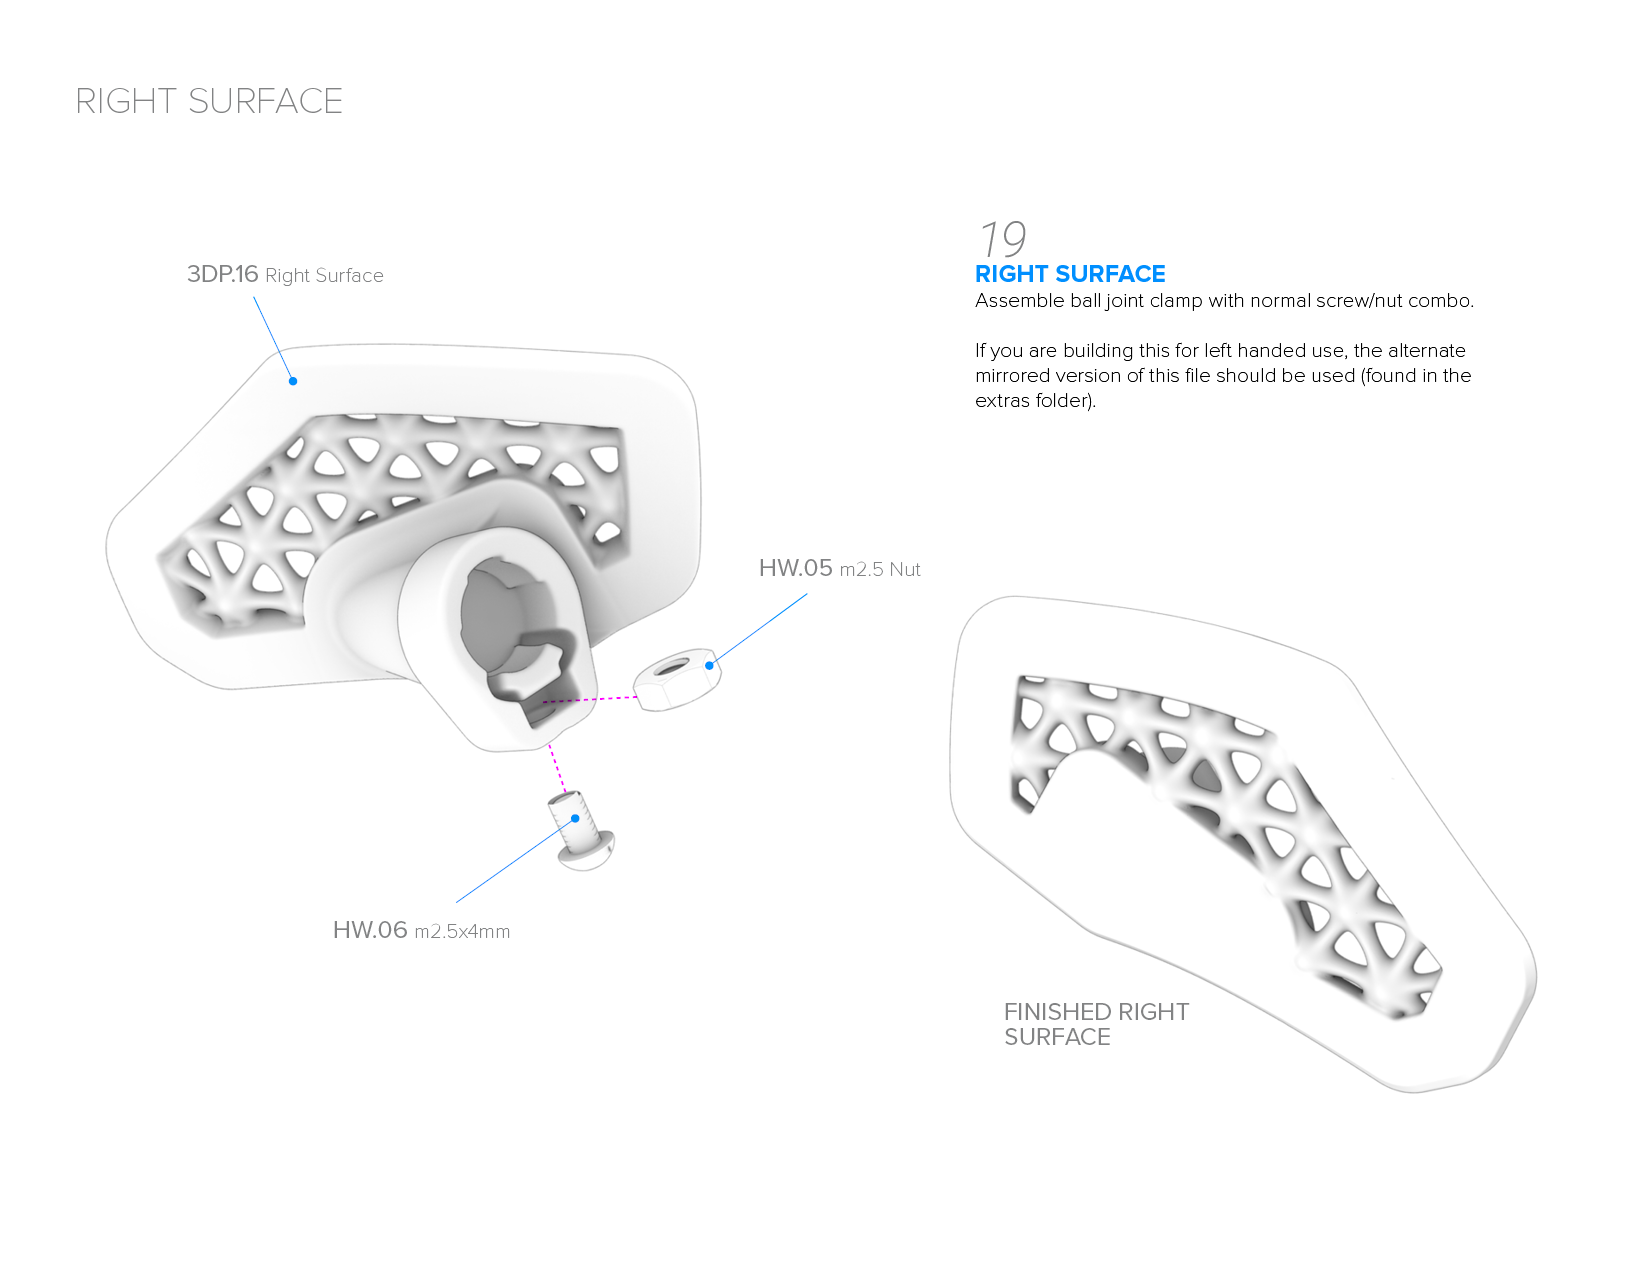 RIGHT SURFACE
3DP.16 Right Surface
19
RIGHT SURFACE
Assemble ball joint clamp with normal screw/nut combo.
If you are building this for left handed use, the alternate
mirrored version of this file should be used (found in the
extras folder).
HW.05 m2.5 Nut
HW.06 m2.5x4mm
FINISHED RIGHT
SURFACE